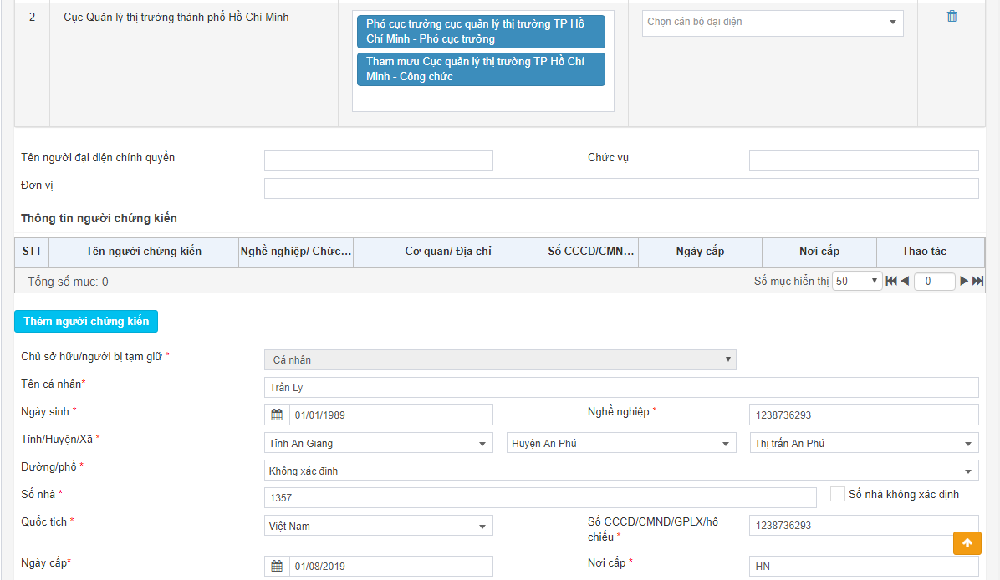 2
Cục Quản lý thị trường thành phố Hồ Chí Minh
Phó cục trưởng cục quản lý thị trường TP Hồ
Chí Minh - Phó cục trưởng
Tham mưu Cục quản lý thị trường TP Hồ Chí
Minh - Công chức
Chọn cán bộ đại diện
Tên người đại diện chính quyền
Chức vụ
Đơn vị
Thông tin người chứng kiến
STT Tên người chứng kiến Nghề nghiệp/ Chức... Cơ quan/ Địa chỉ Số CCCD/CMN... Ngày cấp Nơi cấp Thao tác
Tổng số mục: 0 Số mục hiển thị 50 0
Thêm người chứng kiến
Chủ sở hữu/người bị tạm giữ * Cá nhân
Tên cá nhân* Trần Ly
Ngày sinh * 01/01/1989 Nghề nghiệp * 1238736293
Tỉnh/Huyện/Xã * Tỉnh An Giang Huyện An Phú Thị trấn An Phú
Đường/phố * Không xác định
Số nhà * 1357 Số nhà không xác định
Quốc tịch * Việt Nam Số CCCD/CMND/GPLX/hộ
chiếu * 1238736293
Ngày cấp* 01/08/2019 Nơi cấp * HN